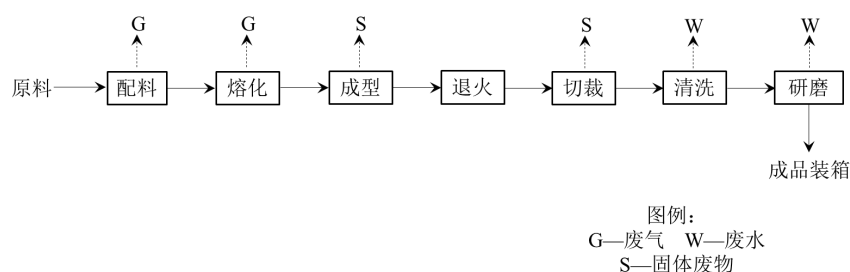 G G S S W W
原料 配料 熔化 成型 退火 切裁 清洗 研磨
成品装箱
图例：
G—废气 W—废水
S—固体废物